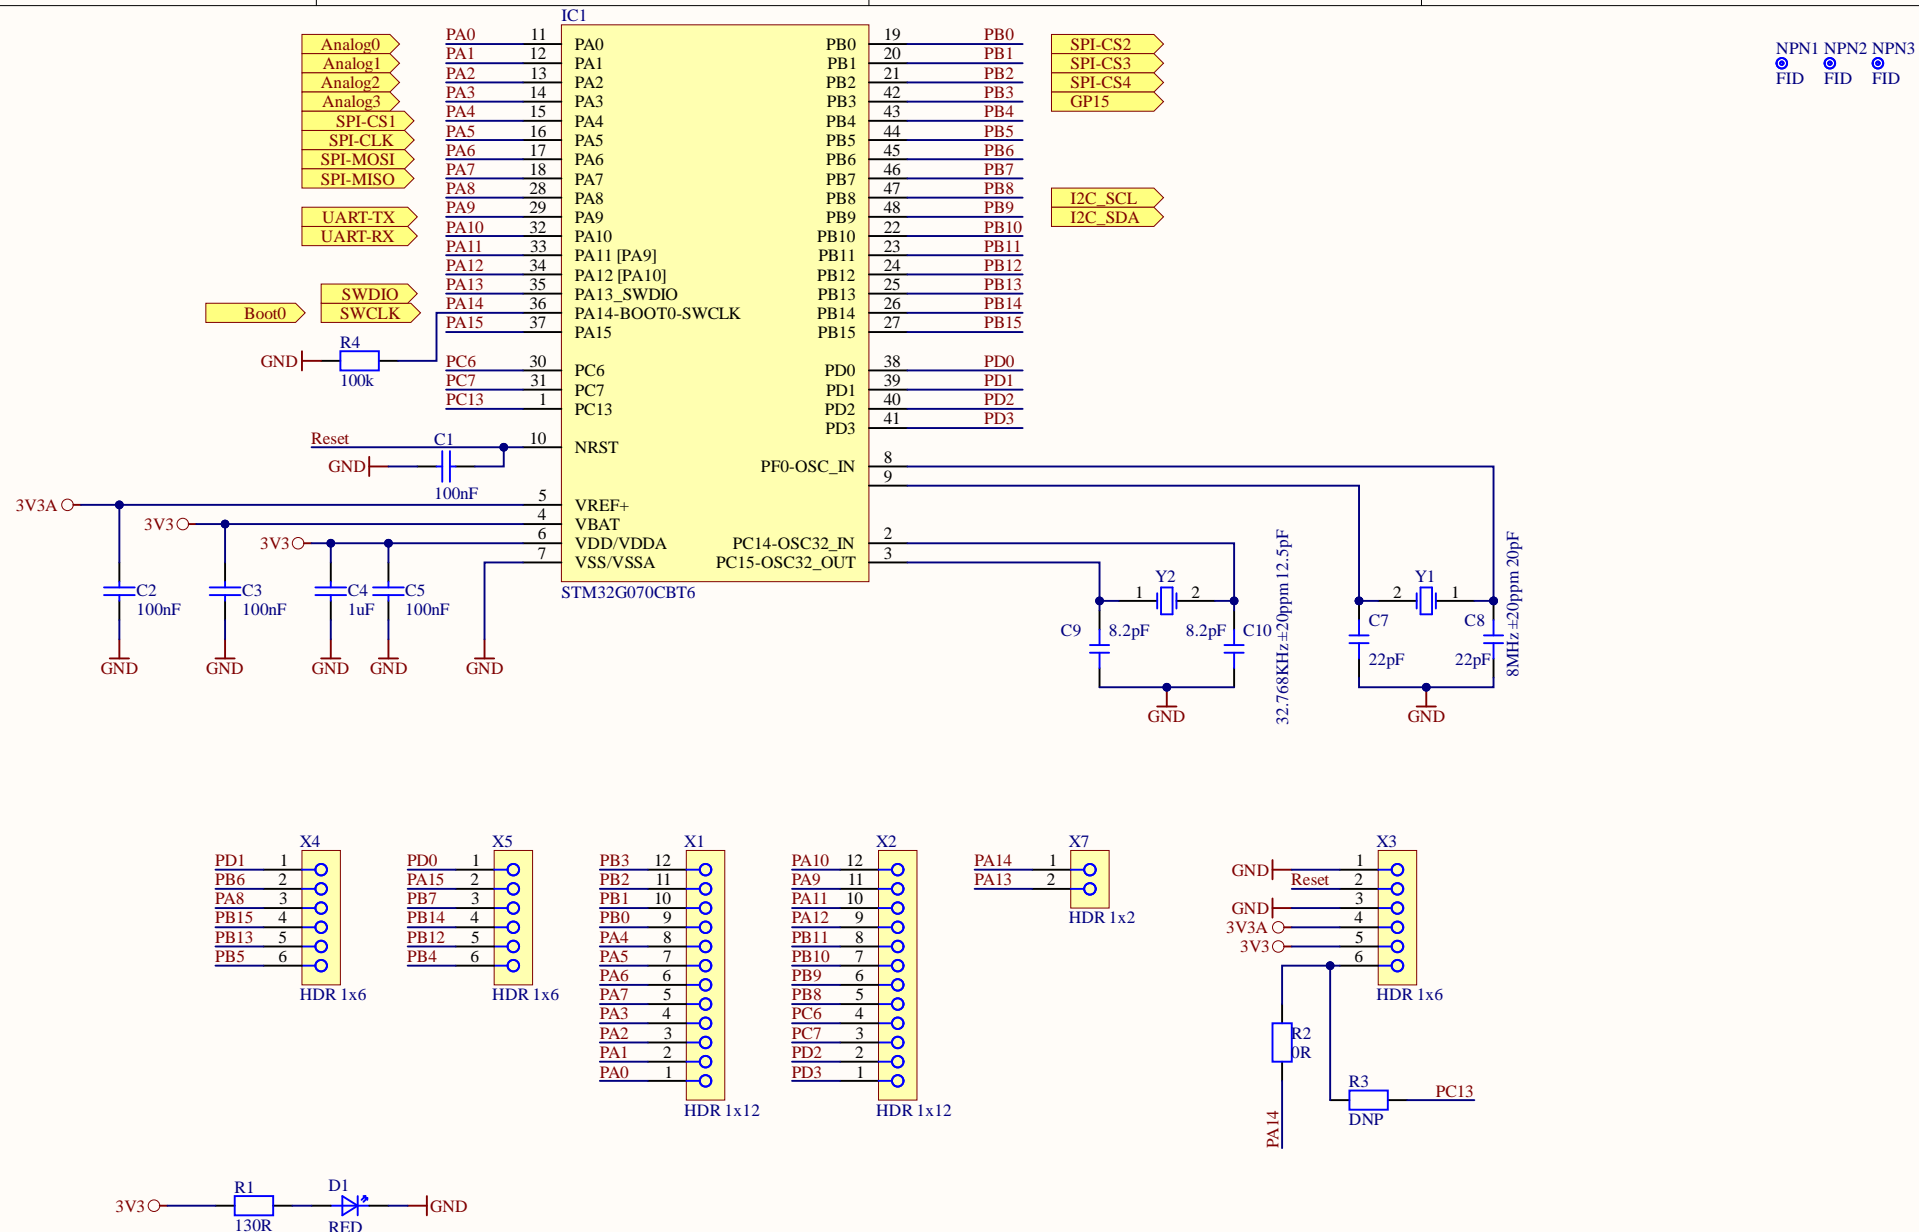 IC1
NPN1 NPN2 NPN3
FID FID FID
Analog0 PA0 11 PA0 PB0 19 PB0 SPI-CS2
Analog1 PA1 12 PA1 PB1 20 PB1 SPI-CS3
Analog2 PA2 13 PA2 PB2 21 PB2 SPI-CS4
Analog3 PA3 14 PA3 PB3 42 PB3 GP15
SPI-CS1 PA4 15 PA4 PB4 43 PB4
SPI-CLK PA5 16 PA5 PB5 44 PB5
SPI-MOSI PA6 17 PA6 PB6 45 PB6
SPI-MISO PA7 18 PA7 PB7 46 PB7
PA8 28 PA8 PB8 47 PB8 I2C_SCL
UART-TX PA9 29 PA9 PB9 48 PB9 I2C_SDA
UART-RX PA10 32 PA10 PB10 22 PB10
PA11 33 PA11 [PA9] PB11 23 PB11
PA12 34 PA12 [PA10] PB12 24 PB12
SWDIO PA13 35 PA13_SWDIO PB13 25 PB13
Boot0 SWCLK PA14 36 PA14-BOOT0-SWCLK PB14 26 PB14
PA15 37 PA15 PB15 27 PB15
R4
GND
100k
PC6 30 PC6 PD0 38 PD0
PC7 31 PC7 PD1 39 PD1
PC13 1 PC13 PD2 40 PD2
PD3 41 PD3
Reset C1 10 NRST
GND
100nF
PF0-OSC_IN 8
9
3V3A 5 VREF+
3V3 4 VBAT
3V3 6 VDD/VDDA PC14-OSC32_IN 2
7 VSS/VSSA PC15-OSC32_OUT 3
STM32G070CBT6
C2 C3 C4 C5
100nF 100nF 1uF 100nF
GND GND GND GND GND
Y2
1 2
C9 8.2pF 8.2pF C10
32.768KHz±20ppm 12.5pF
GND
Y1
2 1
C7 C8
22pF 22pF
8MHz ±20ppm 20pF
GND
X4
PD1 1
PB6 2
PA8 3
PB15 4
PB13 5
PB5 6
HDR 1x6
X5
PD0 1
PA15 2
PB7 3
PB14 4
PB12 5
PB4 6
HDR 1x6
X1
PB3 12
PB2 11
PB1 10
PB0 9
PA4 8
PA5 7
PA6 6
PA7 5
PA3 4
PA2 3
PA1 2
PA0 1
HDR 1x12
X2
PA10 12
PA9 11
PA11 10
PA12 9
PB11 8
PB10 7
PB9 6
PB8 5
PC6 4
PC7 3
PD2 2
PD3 1
HDR 1x12
X7
PA14 1
PA13 2
HDR 1x2
X3
GND 1
Reset 2
GND 3
3V3A 4
3V3 5
6
HDR 1x6
R2
0R
PA14
R3
DNP
PC13
R1 D1
3V3 GND
130R RED